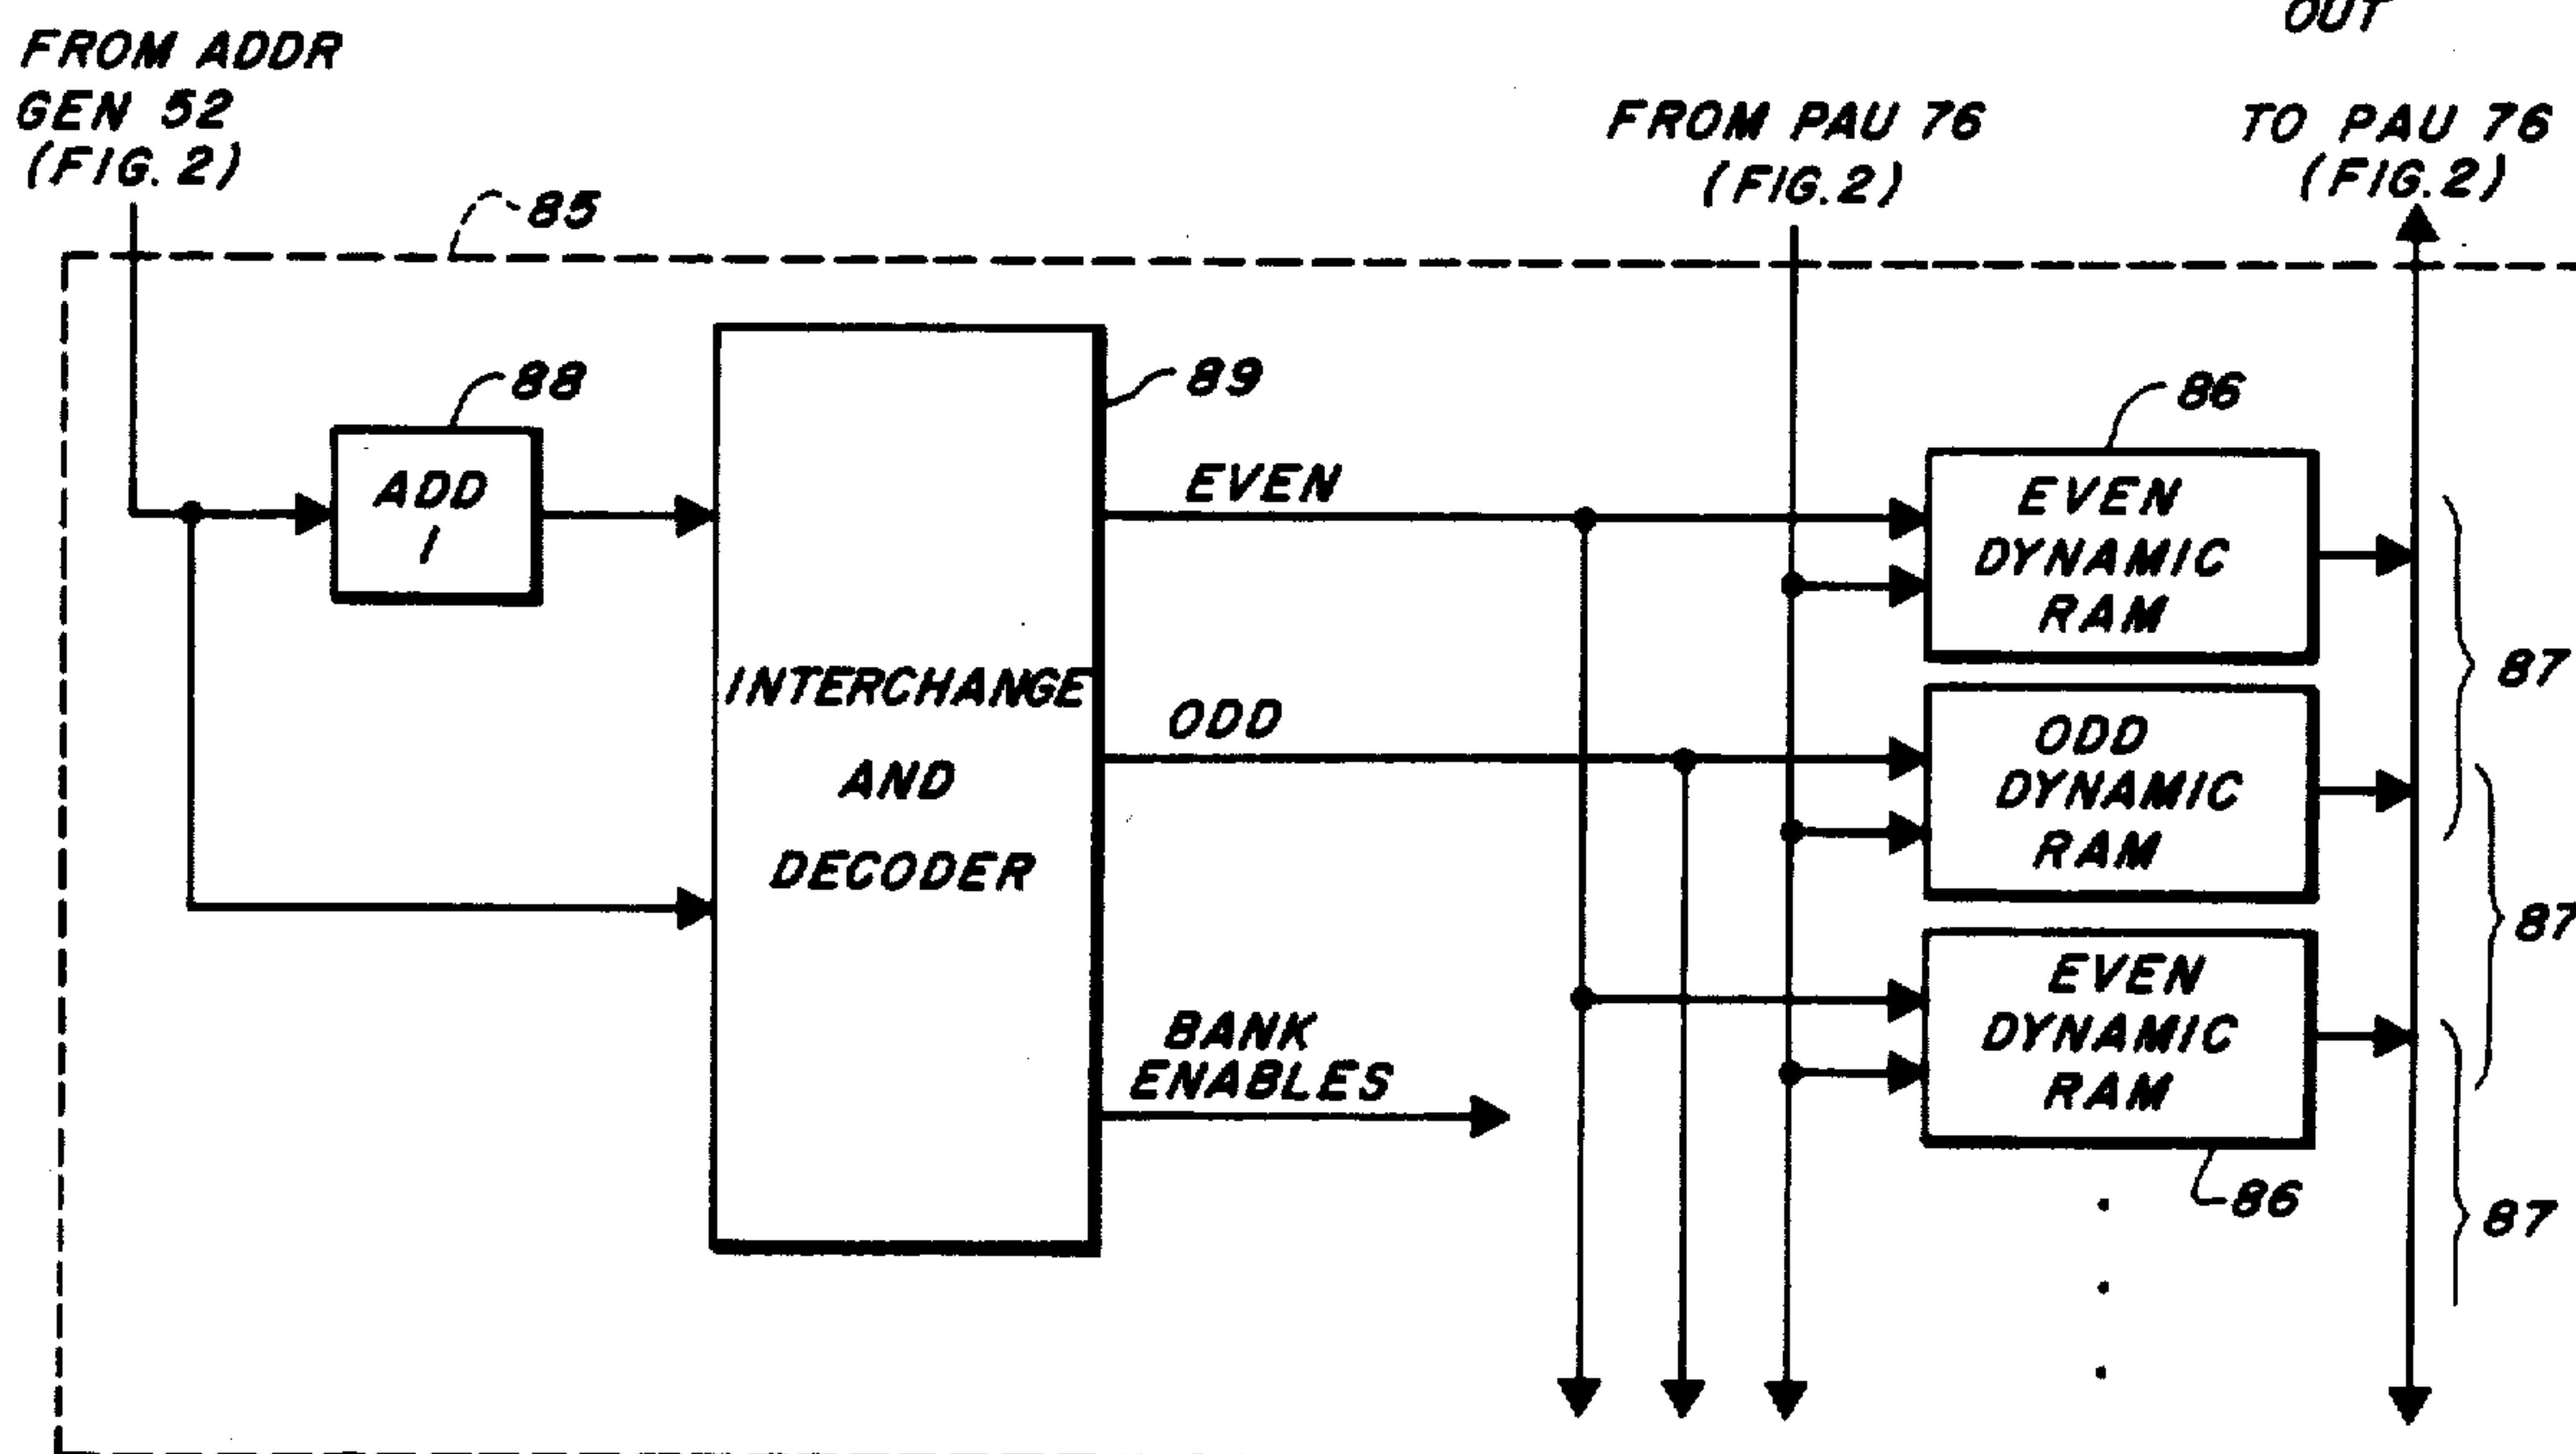 OUT
FROM ADDR
GEN 52
(FIG. 2)
FROM PAU 76
(FIG. 2)
TO PAU 76
(FIG. 2)
85
88
ADD
1
89
INTERCHANGE
AND
DECODER
EVEN
ODD
BANK
ENABLES
86
EVEN
DYNAMIC
RAM
87
ODD
DYNAMIC
RAM
87
EVEN
DYNAMIC
RAM
86
87